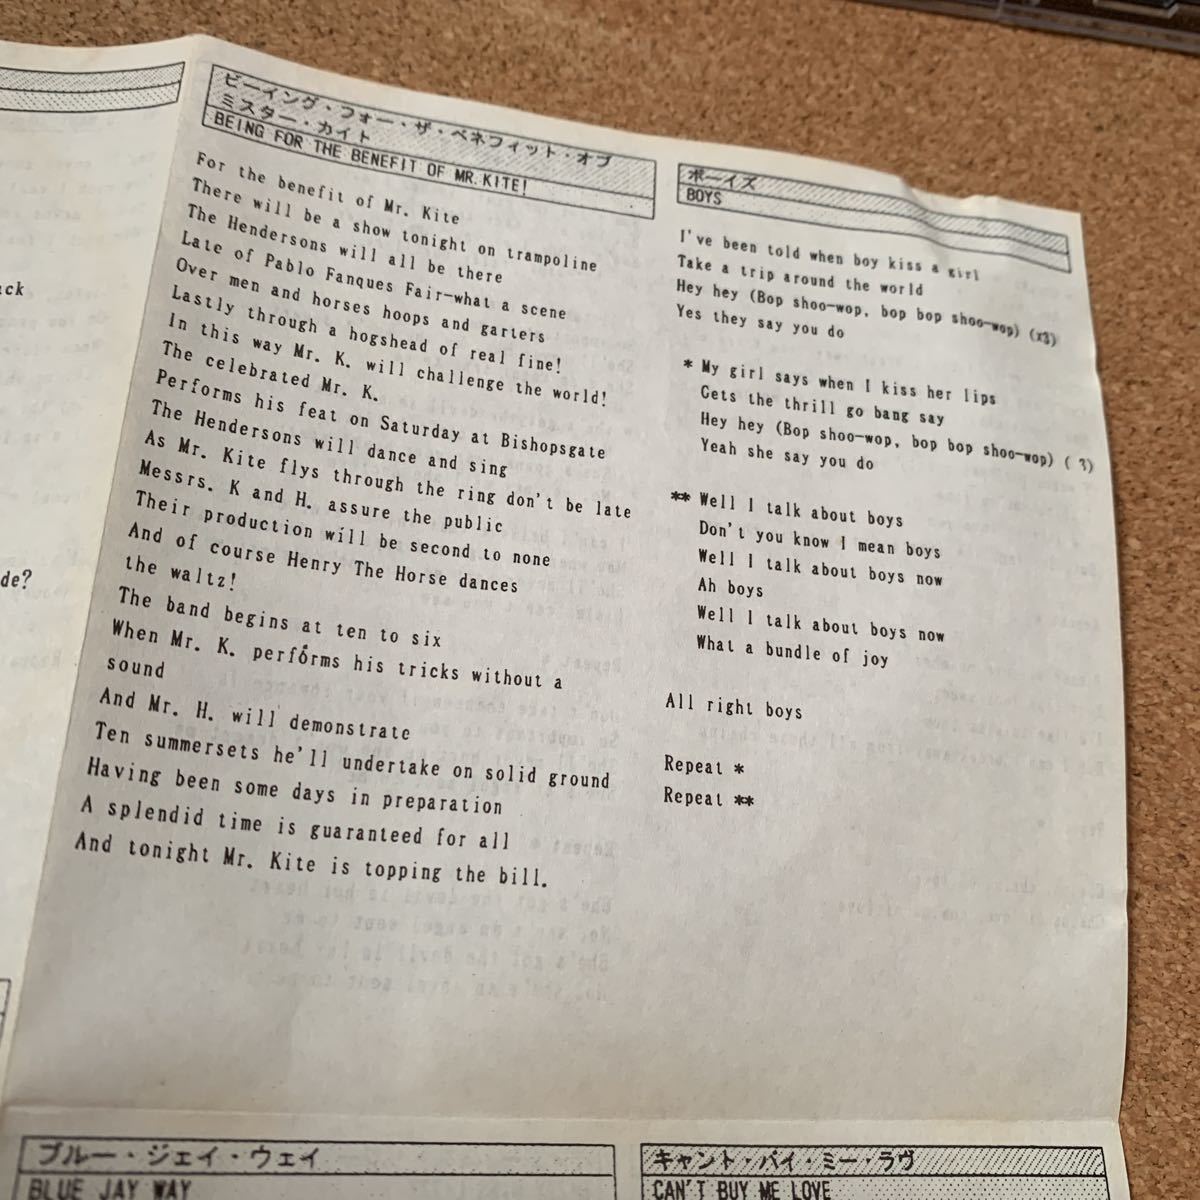 ack
de?
ビーイング・フォー・ザ・ベネフィット・オブ
ミスター・カイト
BEING FOR THE BENEFIT OF MR. KITE!
For the benefit of Mr. Kite
There will be a show tonight on trampoline
The Hendersons will all be there
Late of Pablo Fanques Fair—what a scene
Over men and horses hoops and garters
Lastly through a hogshead of real fine!
In this way Mr. K. will challenge the world!
The celebrated Mr. K.
Performs his feat on Saturday at Bishopsgate
The Hendersons will dance and sing
As Mr. Kite flys through the ring don't be late
Messrs. K and H. assure the public
Their production will be second to none
And of course Henry The Horse dances
the waltz!
The band begins at ten to six
When Mr. K. performs his tricks without a
sound
And Mr. H. will demonstrate
Ten summersets he'll undertake on solid ground
Having been some days in preparation
A splendid time is guaranteed for all
And tonight Mr. Kite is topping the bill.
ボーイズ
BOYS
I've been told when boy kiss a girl
Take a trip around the world
Hey hey (Bop shoo-wop, bop bop shoo-wop) (x3)
Yes they say you do
* My girl says when I kiss her lips
Gets the thrill go bang say
Hey hey (Bop shoo-wop, bop bop shoo-wop) ( 3)
Yeah she say you do
** Well I talk about boys
Don't you know I mean boys
Well I talk about boys now
Ah boys
Well I talk about boys now
What a bundle of joy
All right boys
Repeat *
Repeat **
ブルー・ジェイ・ウェイ
BLUE JAY WAY
キャント・バイ・ミー・ラヴ
CAN'T BUY ME LOVE